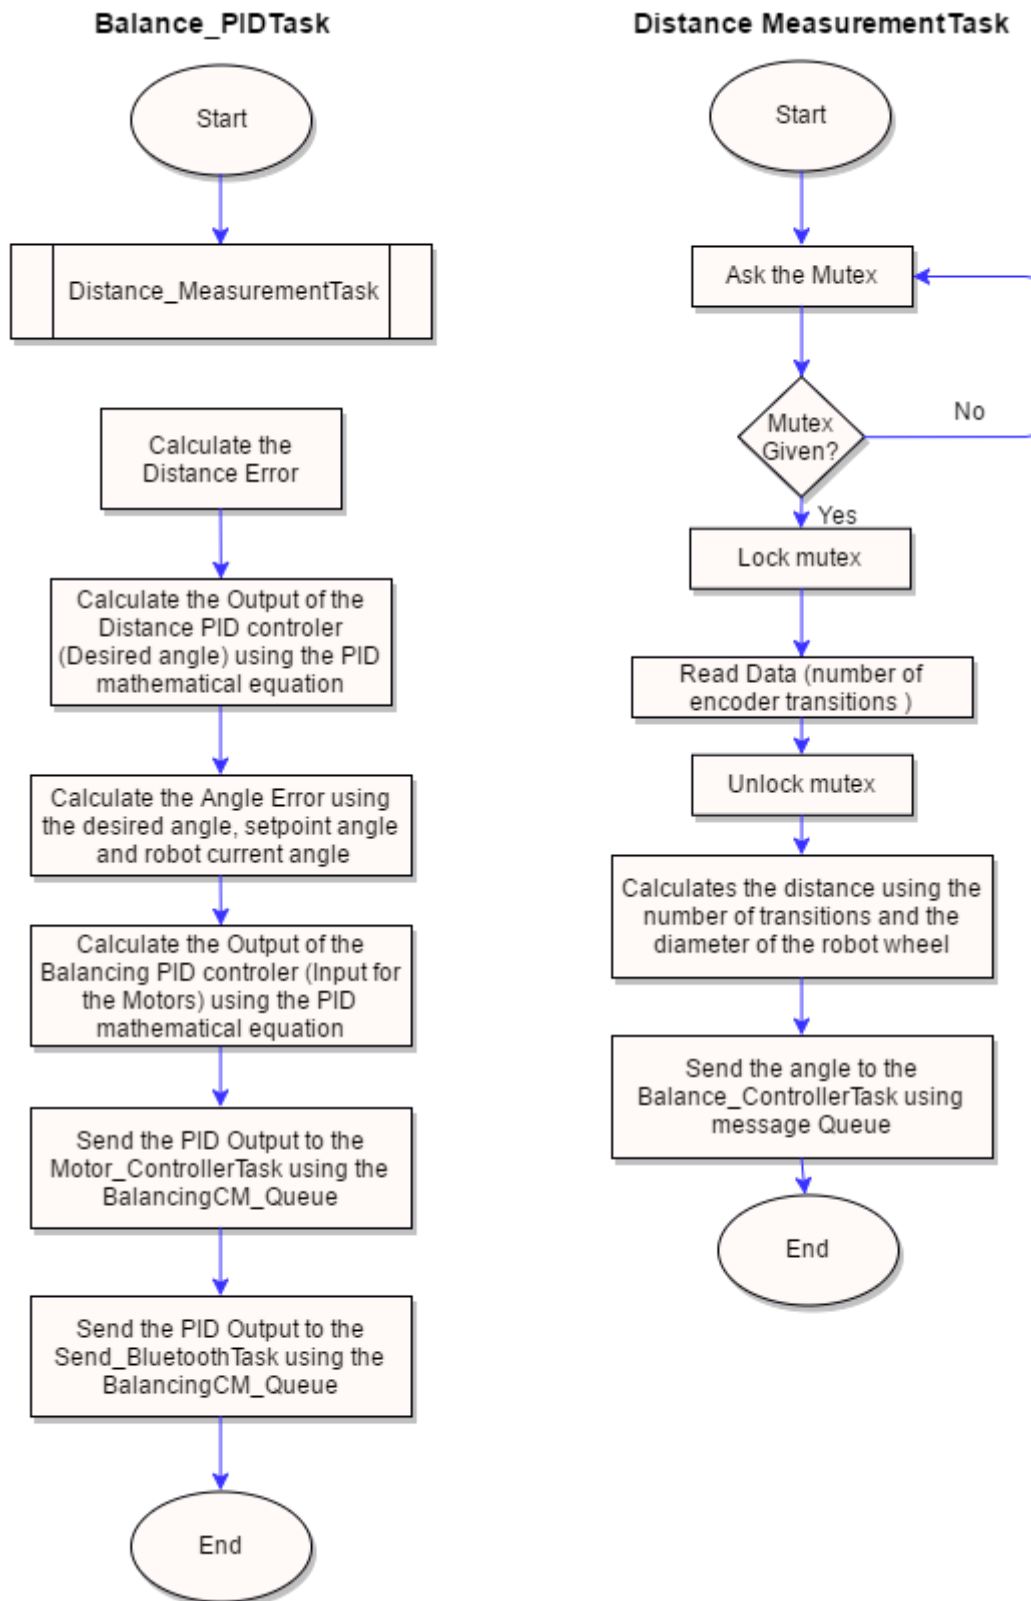 Balance_PIDTask
Start
Distance_MeasurementTask
Calculate the
Distance Error
Calculate the Output of the
Distance PID controler
(Desired angle) using the PID
mathematical equation
Calculate the Angle Error using
the desired angle, setpoint angle
and robot current angle
Calculate the Output of the
Balancing PID controler (Input for
the Motors) using the PID
mathematical equation
Send the PID Output to the
Motor_ControllerTask using the
BalancingCM_Queue
Send the PID Output to the
Send_BluetoothTask using the
BalancingCM_Queue
End
Distance MeasurementTask
Start
Ask the Mutex
Mutex
Given?
No
Yes
Lock mutex
Read Data (number of
encoder transitions )
Unlock mutex
Calculates the distance using the
number of transitions and the
diameter of the robot wheel
Send the angle to the
Balance_ControllerTask using
message Queue
End